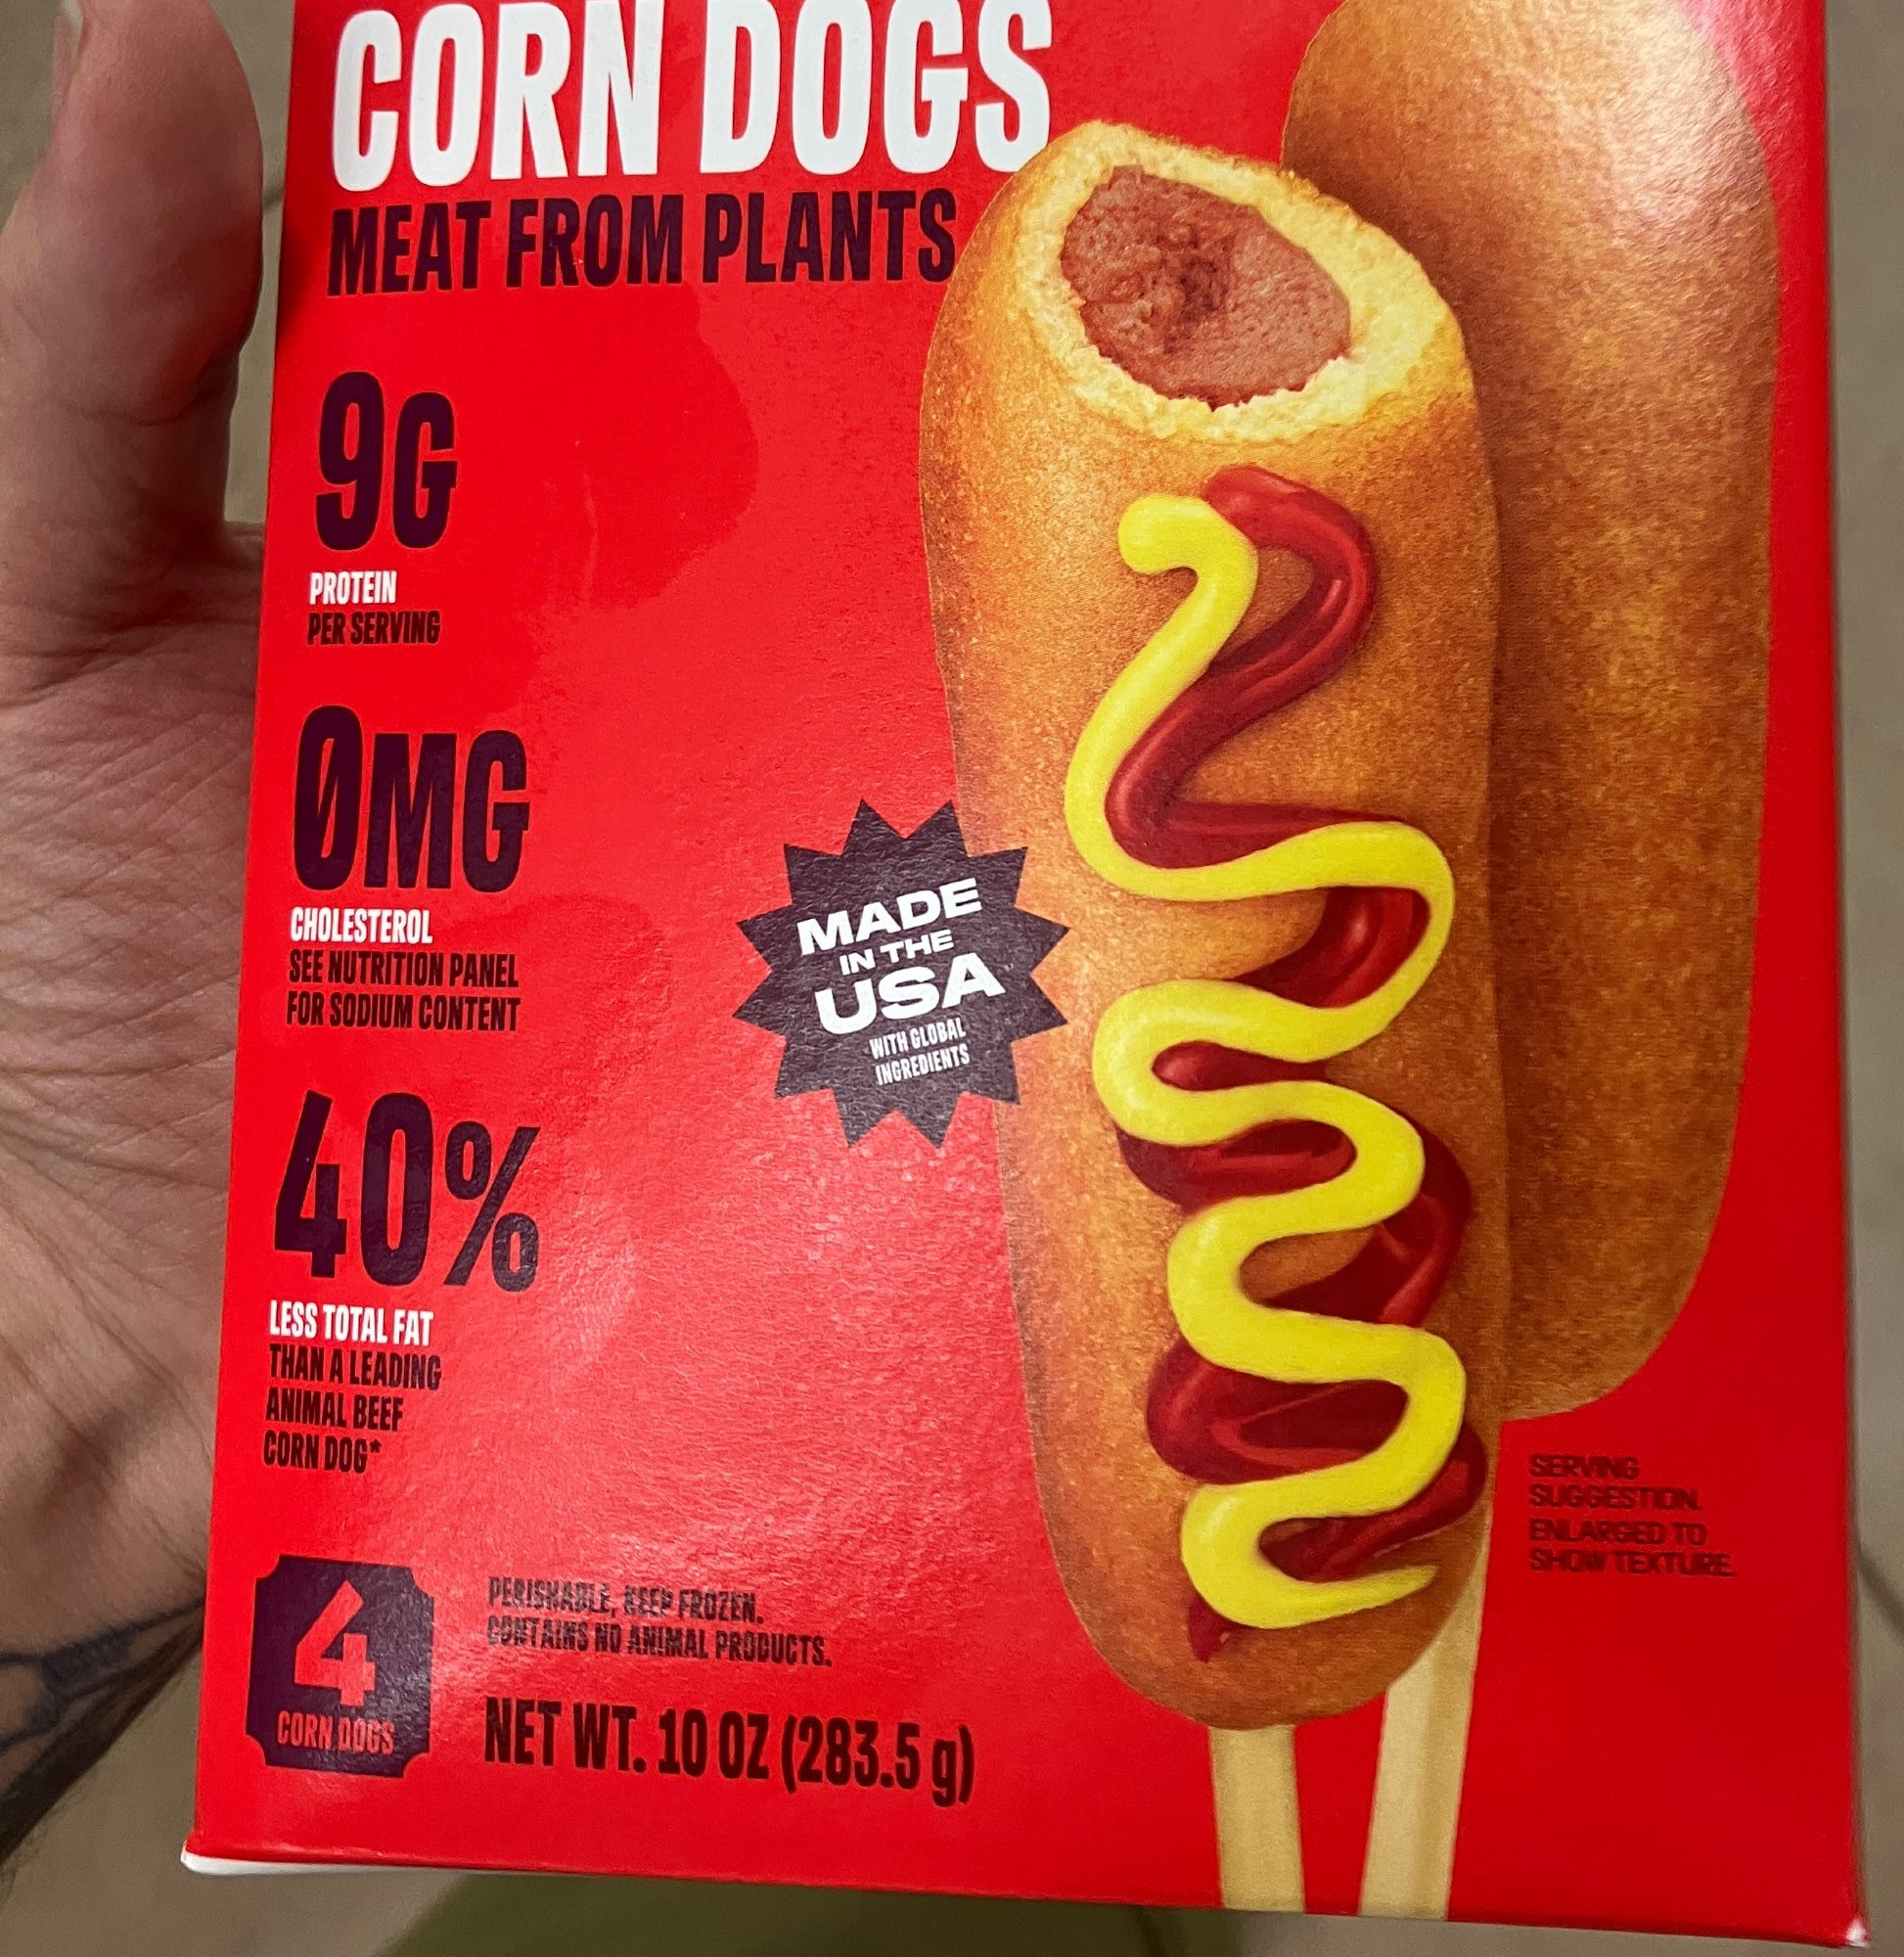 CORN DOGS
MEAT FROM PLANTS
9G
PROTEIN
PER SERVING
0MG
CHOLESTEROL
SEE NUTRITION PANEL
FOR SODIUM CONTENT
MADE
IN THE
USA
WITH GLOBAL
INGREDIENTS
40%
LESS TOTAL FAT
THAN A LEADING
ANIMAL BEEF
CORN DOG*
SERVING
SUGGESTION.
ENLARGED TO
SHOW TEXTURE.
4
CORN DOGS
PERISHABLE, KEEP FROZEN.
CONTAINS NO ANIMAL PRODUCTS.
NET WT. 10 OZ (283.5 g)